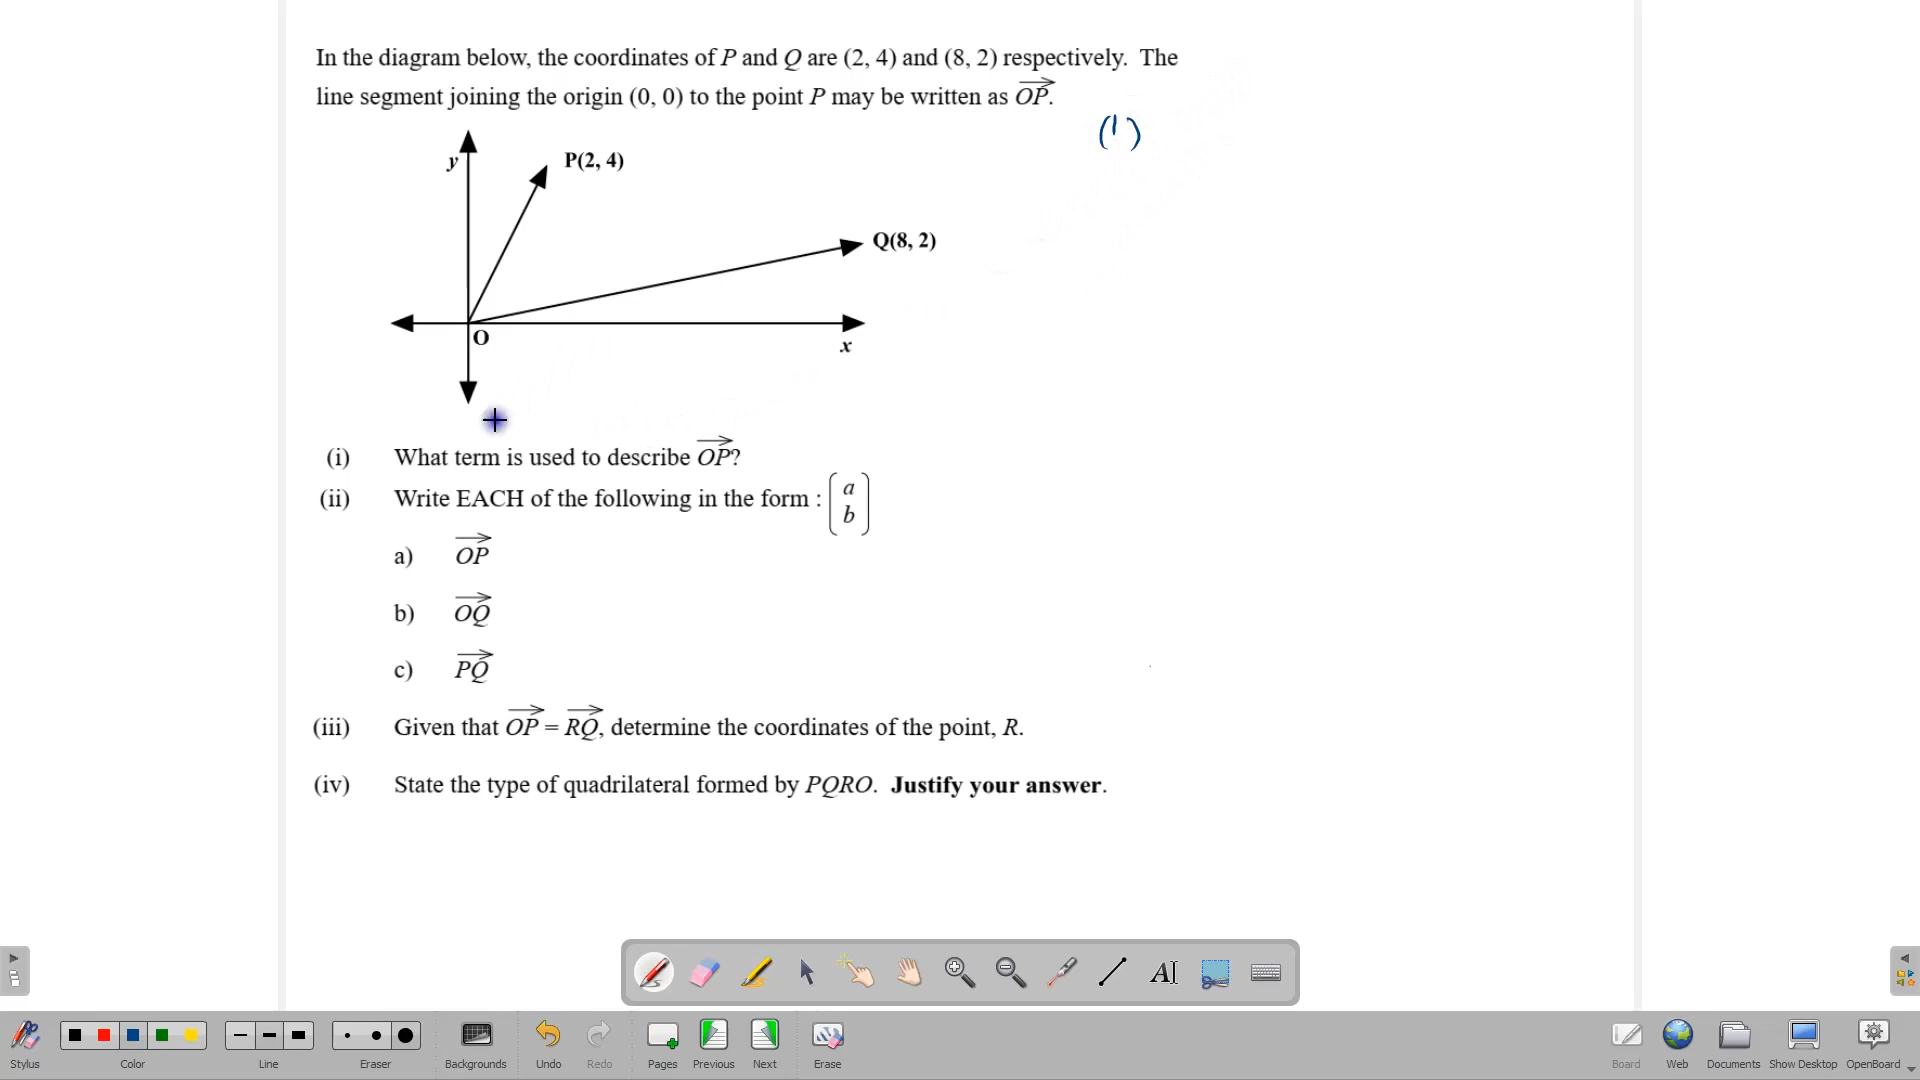 In the diagram below, the coordinates of P and Q are (2, 4) and (8, 2) respectively. The
line segment joining the origin (0, 0) to the point P may be written as OP.
(1)
y
P(2, 4)
Q(8, 2)
O
x
(i) What term is used to describe OP?
(ii) Write EACH of the following in the form : (a
b)
a) OP
b) OQ
c) PQ
(iii) Given that OP = RQ, determine the coordinates of the point, R.
(iv) State the type of quadrilateral formed by PQRO. Justify your answer.
AI
Stylus Color Line Eraser Backgrounds Undo Redo Pages Previous Next Erase Board Web Documents Show Desktop OpenBoard